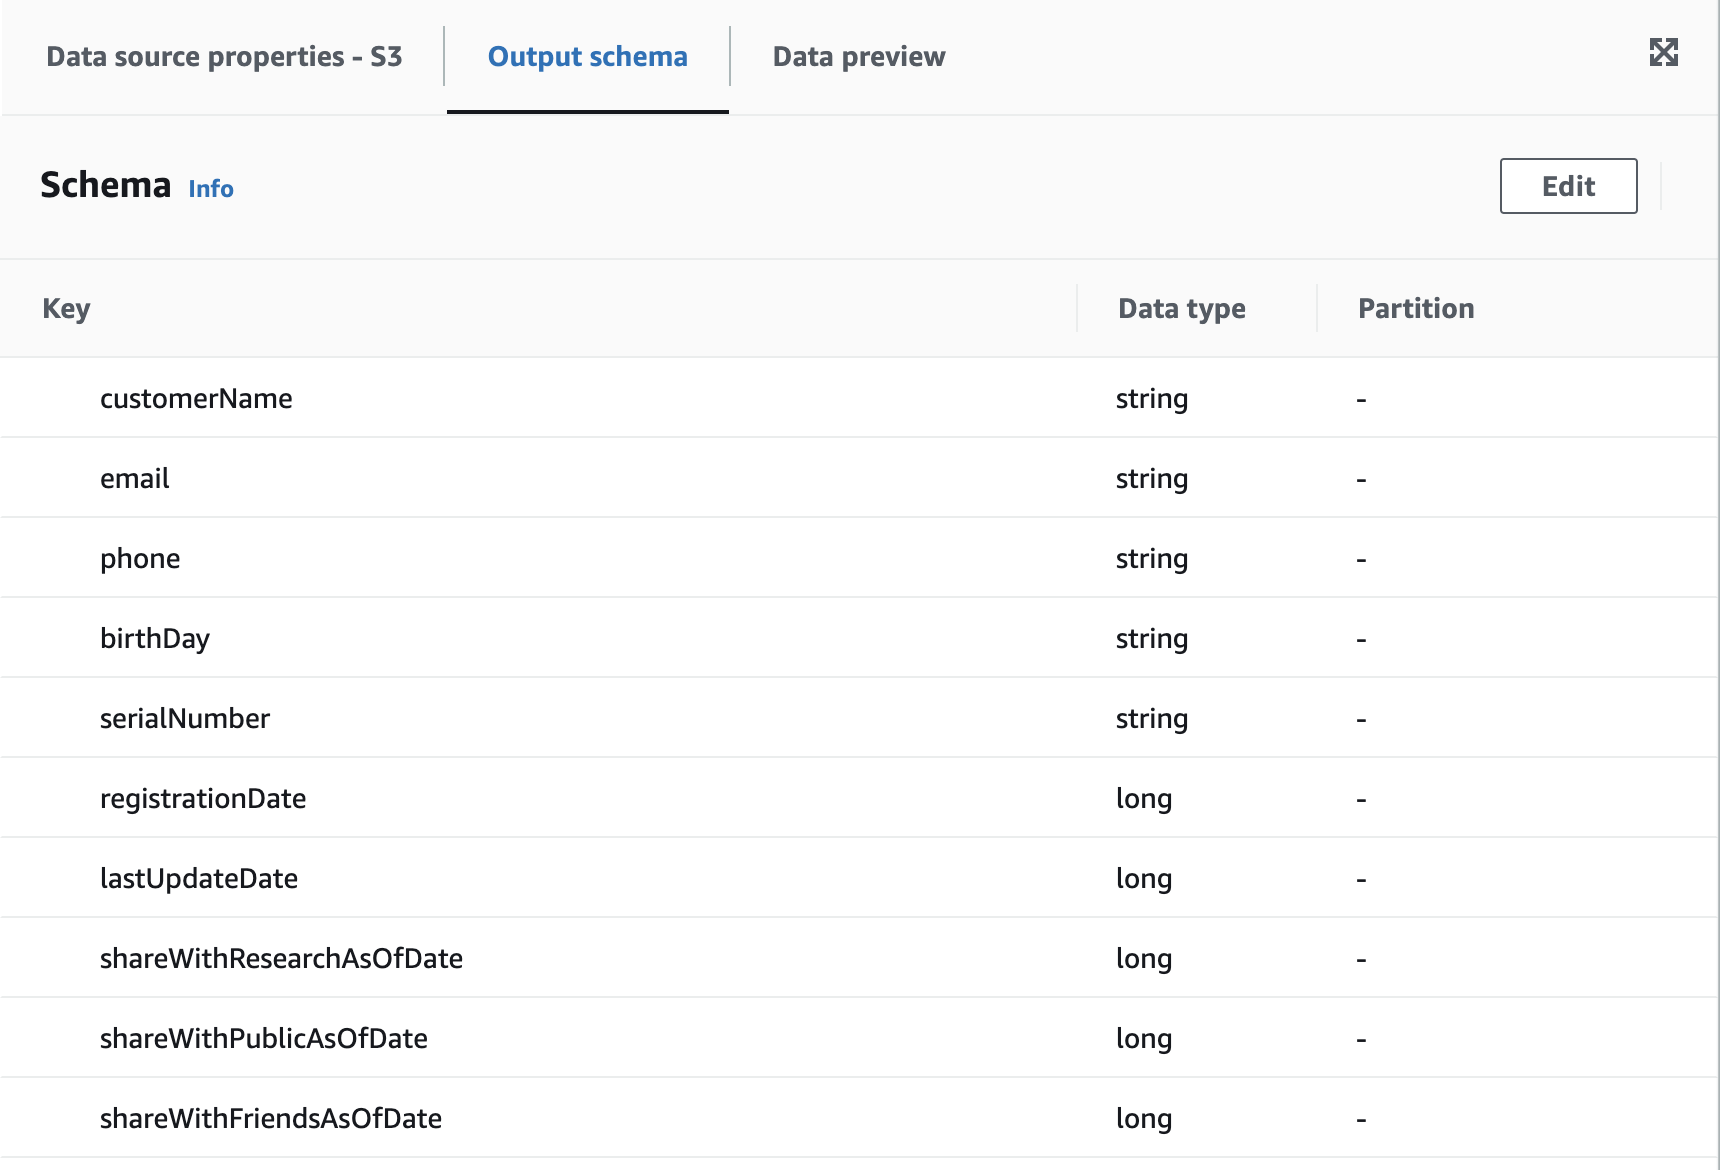 Data source properties - S3 Output schema Data preview
Schema Info Edit
Key Data type Partition
customerName string -
email string -
phone string -
birthDay string -
serialNumber string -
registrationDate long -
lastUpdateDate long -
shareWithResearchAsOfDate long -
shareWithPublicAsOfDate long -
shareWithFriendsAsOfDate long -